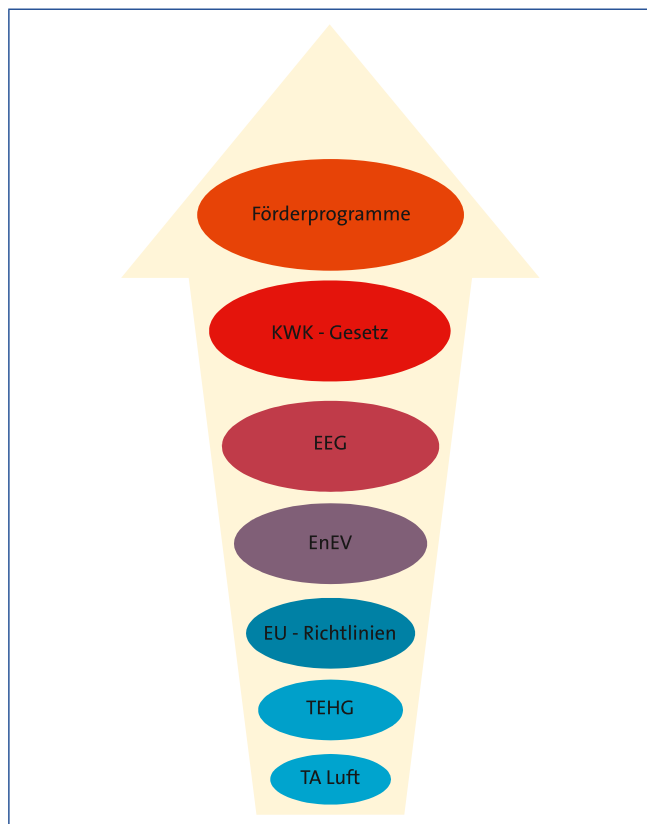 Förderprogramme
KWK - Gesetz
EEG
EnEV
EU - Richtlinien
TEHG
TA Luft